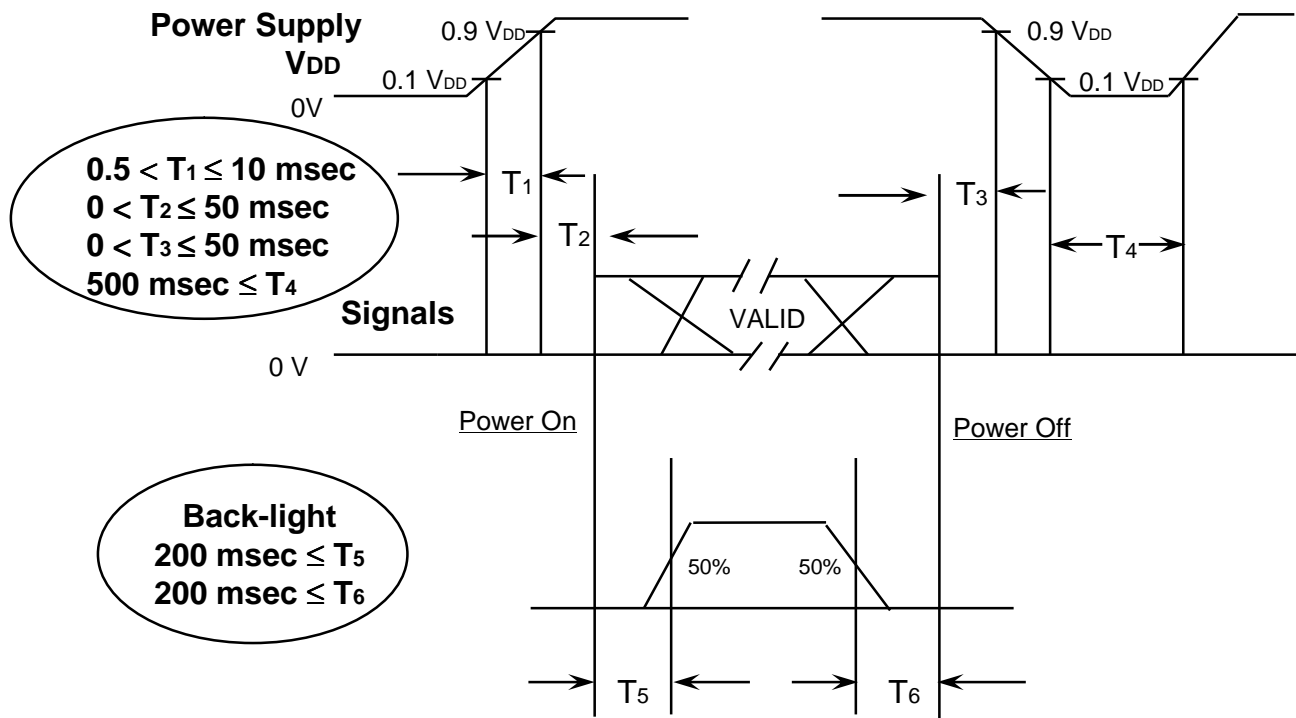 Power Supply
VDD
0.9 VDD
0.1 VDD
0V
0.9 VDD
0.1 VDD
0.5 < T1 ≤ 10 msec
0 < T2 ≤ 50 msec
0 < T3 ≤ 50 msec
500 msec ≤ T4
T1
T2
T3
T4
Signals
VALID
0 V
Power On
Power Off
Back-light
200 msec ≤ T5
200 msec ≤ T6
50%
50%
T5
T6